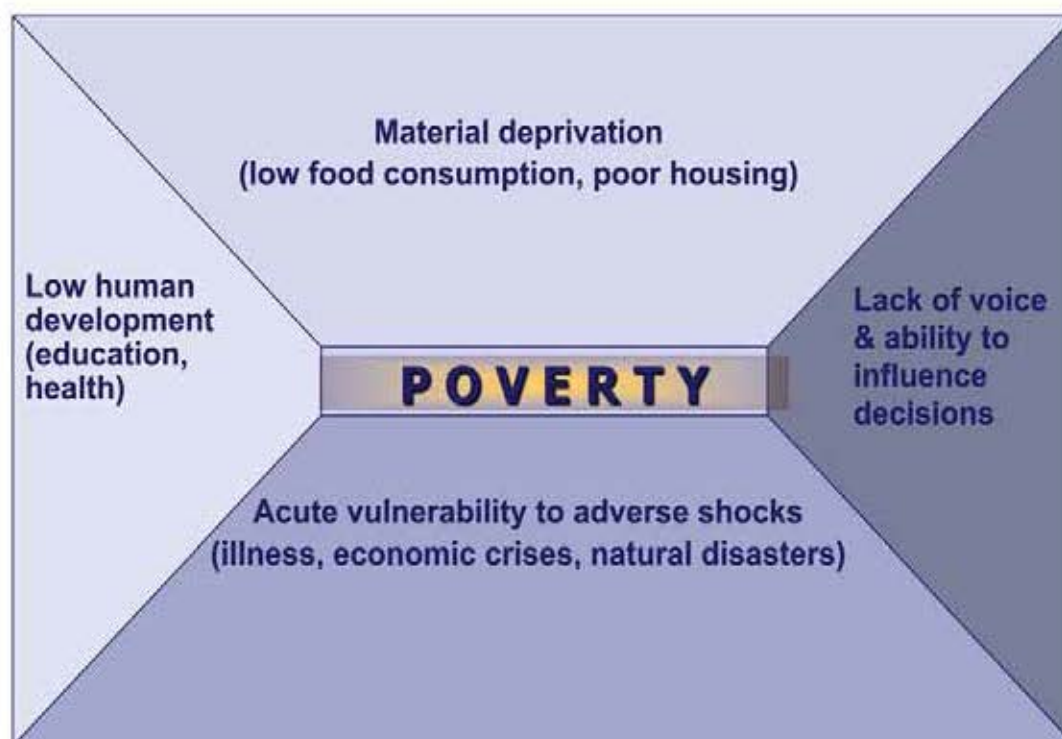 Material deprivation
(low food consumption, poor housing)
Low human
development
(education,
health)
POVERTY
Lack of voice
& ability to
influence
decisions
Acute vulnerability to adverse shocks
(illness, economic crises, natural disasters)